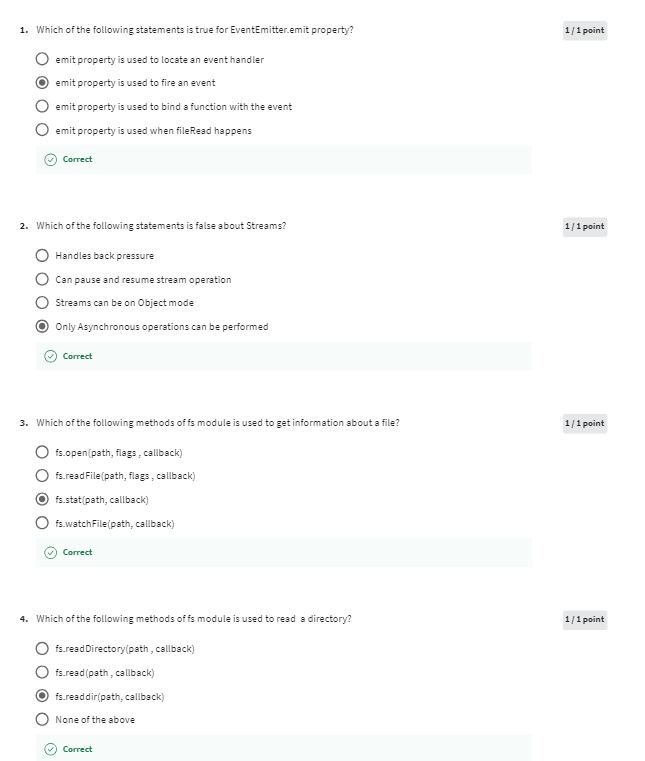 1. Which of the following statements is true for EventEmitter.emit property? 1 / 1 point
emit property is used to locate an event handler
emit property is used to fire an event
emit property is used to bind a function with the event
emit property is used when fileRead happens
Correct
2. Which of the following statements is false about Streams? 1 / 1 point
Handles back pressure
Can pause and resume stream operation
Streams can be on Object mode
Only Asynchronous operations can be performed
Correct
3. Which of the following methods of fs module is used to get information about a file? 1 / 1 point
fs.open(path, flags , callback)
fs.readFile(path, flags , callback)
fs.stat(path, callback)
fs.watchFile(path, callback)
Correct
4. Which of the following methods of fs module is used to read a directory? 1 / 1 point
fs.readDirectory(path , callback)
fs.read(path , callback)
fs.readdir(path, callback)
None of the above
Correct